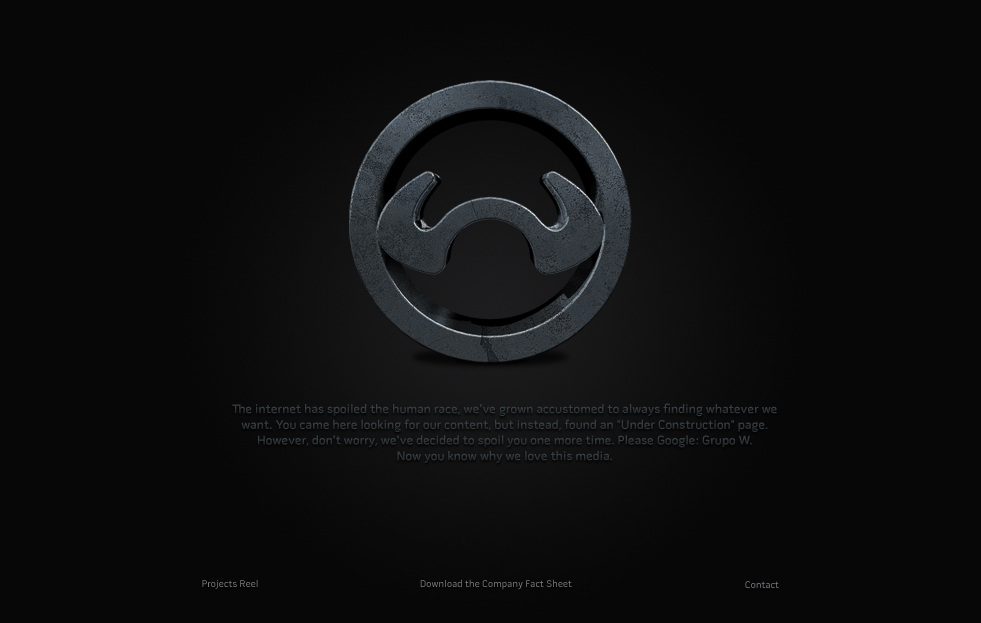 The internet has spoiled the human race, we've grown accustomed to always finding whatever we
want. You came here looking for our content, but instead, found an "Under Construction" page.
However, don't worry, we've decided to spoil you one more time. Please Google: Grupo W.
Now you know why we love this media.
Projects Reel
Download the Company Fact Sheet
Contact